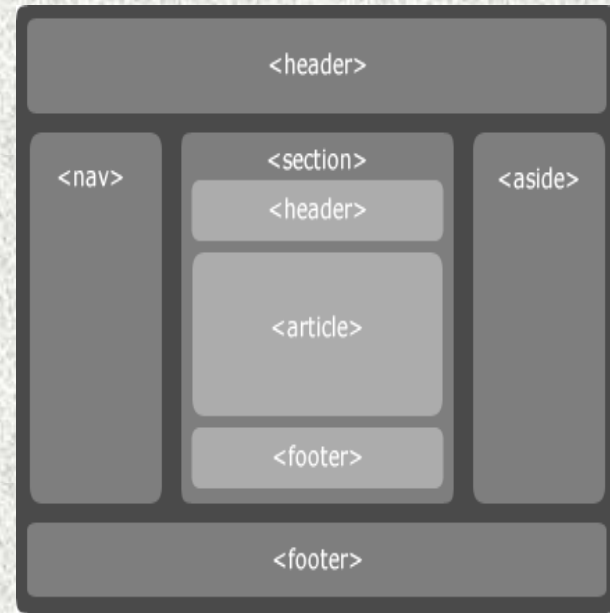 <header>
<nav>
<section>
<header>
<article>
<footer>
<aside>
<footer>